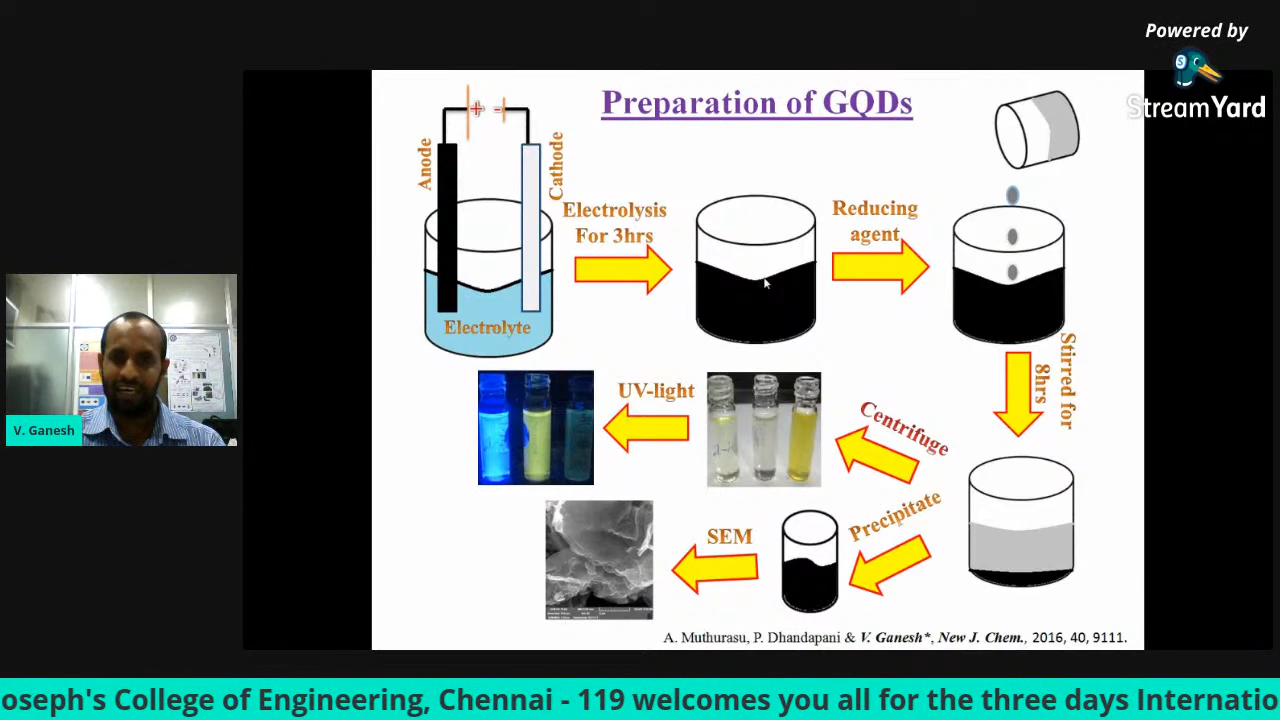 Powered by
StreamYard
Preparation of GQDs
+ -
Anode
Cathode
Electrolyte
Electrolysis
For 3hrs
Reducing
agent
Stirred for
8hrs
Centrifuge
UV-light
Precipitate
SEM
A. Muthurasu, P. Dhandapani & V. Ganesh*, New J. Chem., 2016, 40, 9111.
V. Ganesh
oseph's College of Engineering, Chennai - 119 welcomes you all for the three days Internatio